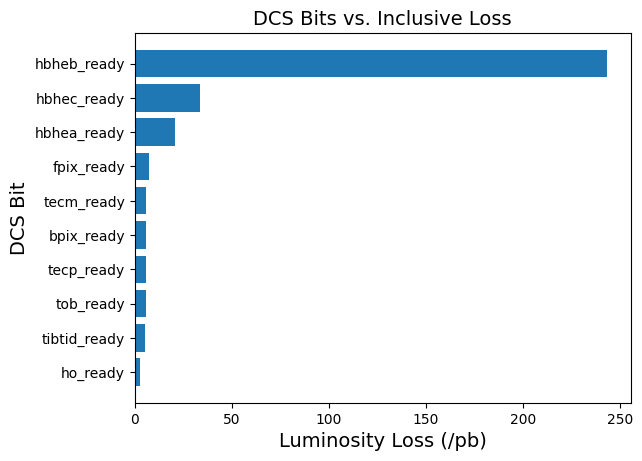 DCS Bits vs. Inclusive Loss
hbheb_ready
hbhec_ready
hbhea_ready
fpix_ready
tecm_ready
bpix_ready
tecp_ready
tob_ready
tibtid_ready
ho_ready
DCS Bit
0 50 100 150 200 250
Luminosity Loss (/pb)